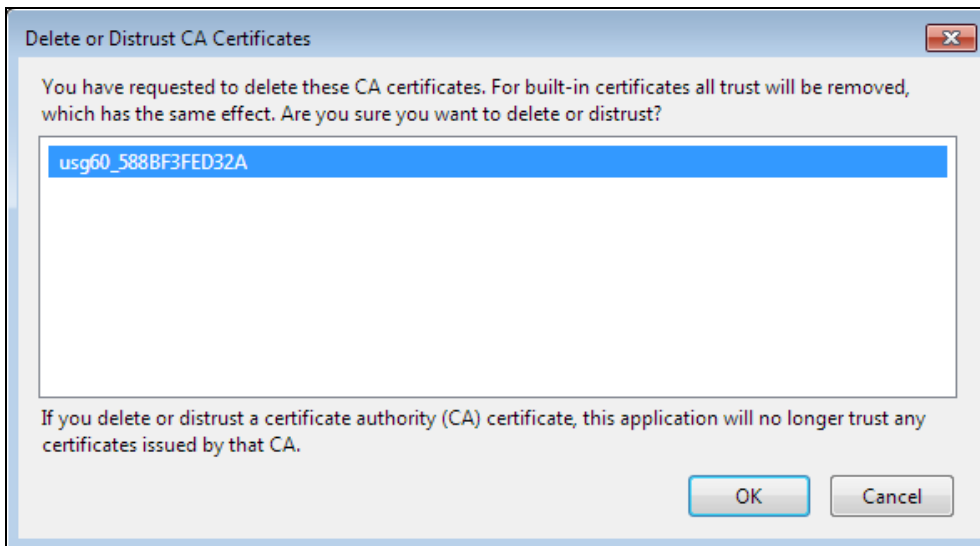 Delete or Distrust CA Certificates
You have requested to delete these CA certificates. For built-in certificates all trust will be removed,
which has the same effect. Are you sure you want to delete or distrust?
usg60_588BF3FED32A
If you delete or distrust a certificate authority (CA) certificate, this application will no longer trust any
certificates issued by that CA.
OK Cancel